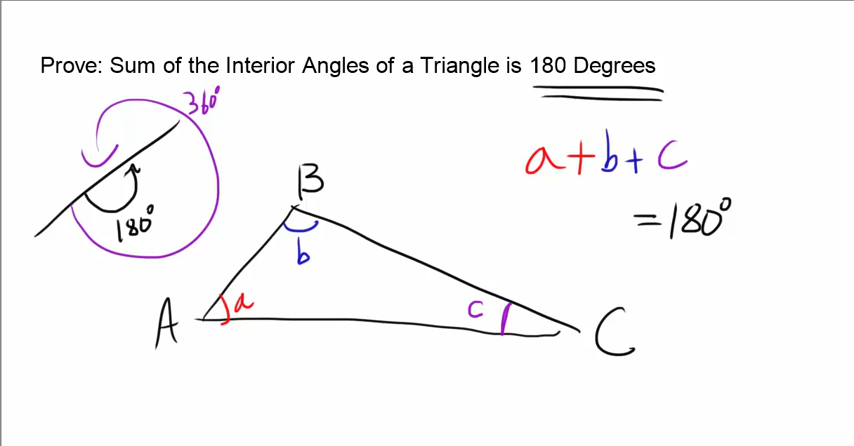 Prove: Sum of the Interior Angles of a Triangle is 180 Degrees
360°
180°
a+b+c
=180°
B
b
A
a
c
C